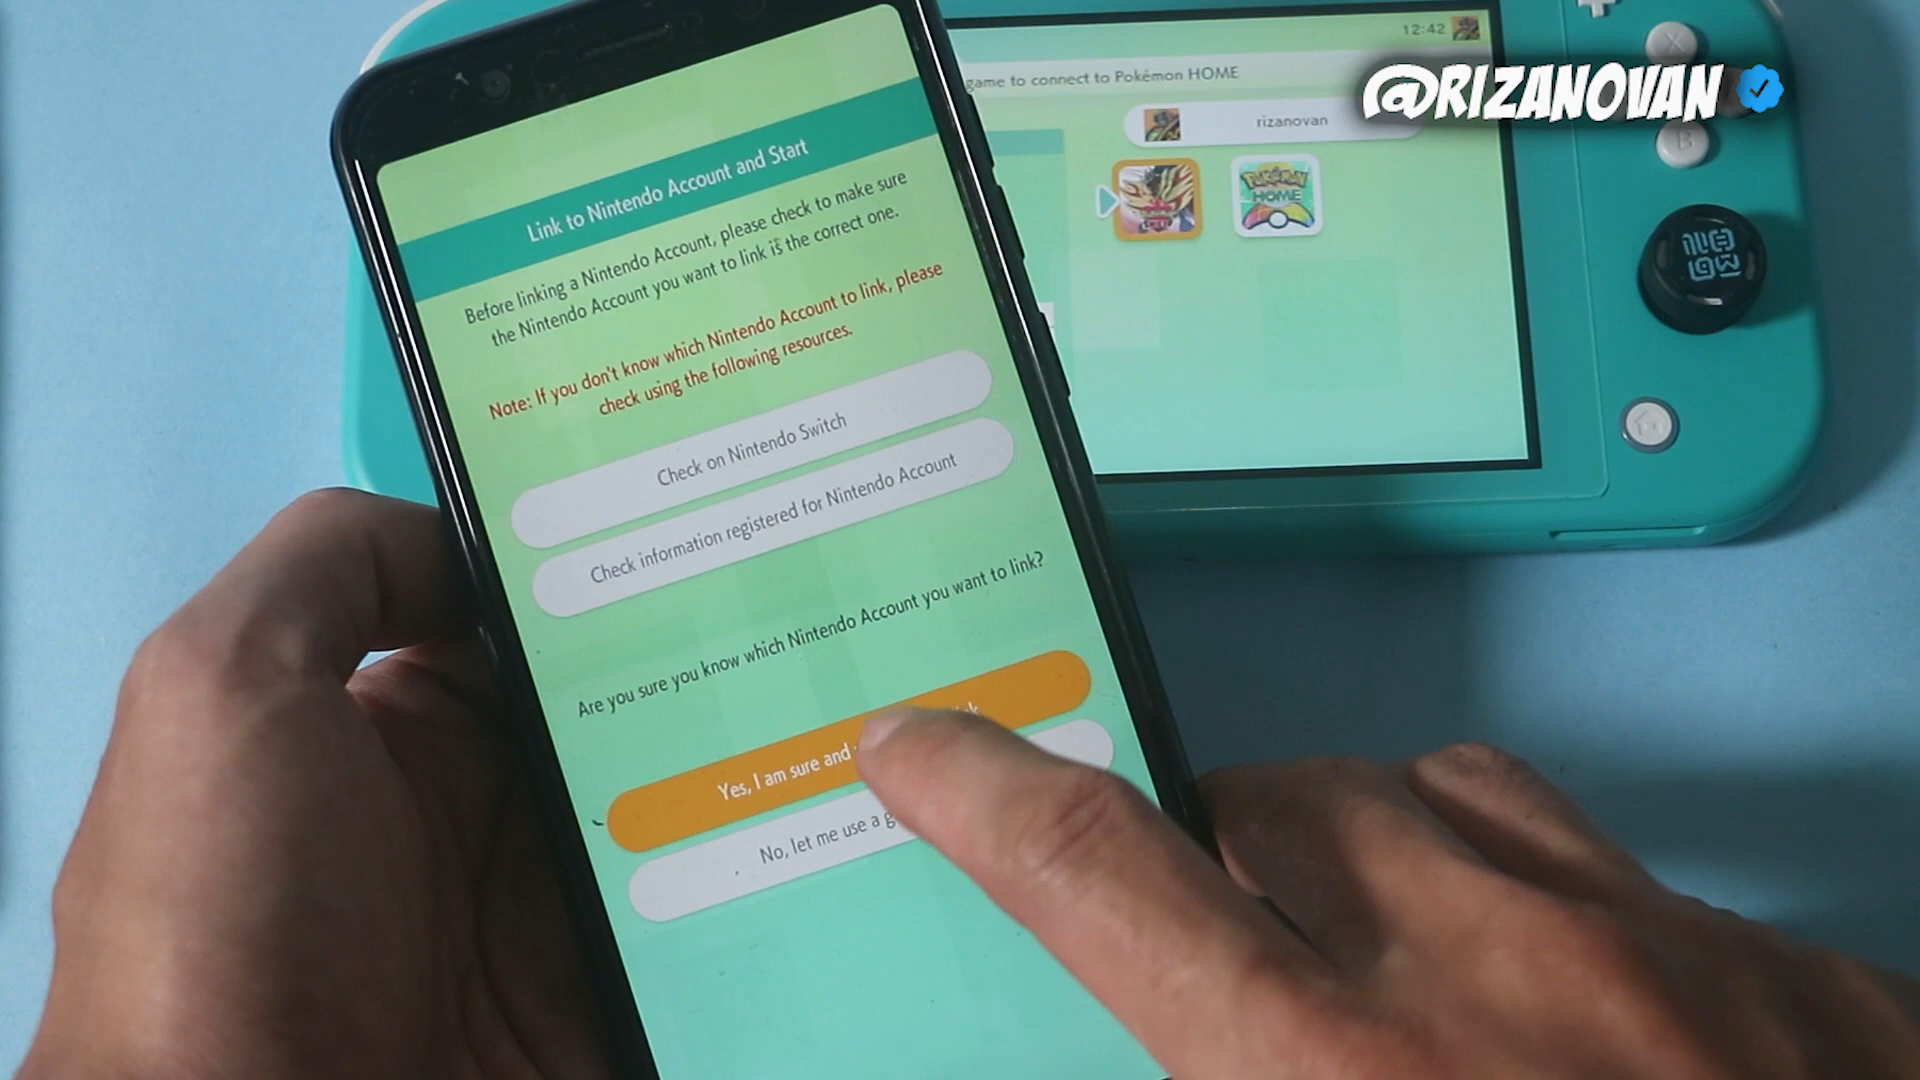 12:42
game to connect to Pokémon HOME
@RIZANOVAN
rizanovan
POKÉMON
HOME
X
B
Link to Nintendo Account and Start
Before linking a Nintendo Account, please check to make sure
the Nintendo Account you want to link is the correct one.
Note: If you don't know which Nintendo Account to link, please
check using the following resources.
Check on Nintendo Switch
Check information registered for Nintendo Account
Are you sure you know which Nintendo Account you want to link?
Yes, I am sure and
No, let me use a